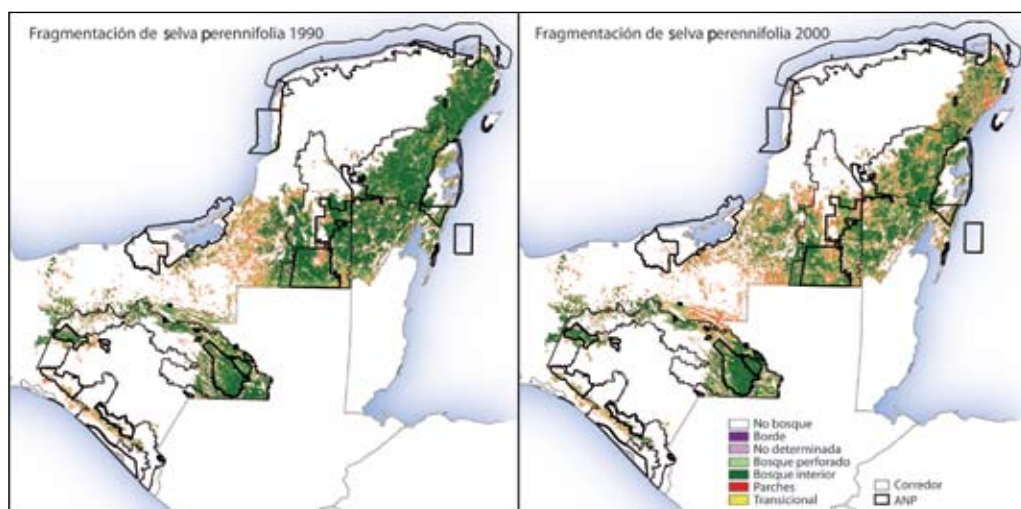 Fragmentación de selva perennifolia 1990
Fragmentación de selva perennifolia 2000
No bosque
Borde
No determinada
Bosque perforado
Bosque interior
Parches
Transicional
Corredor
ANP